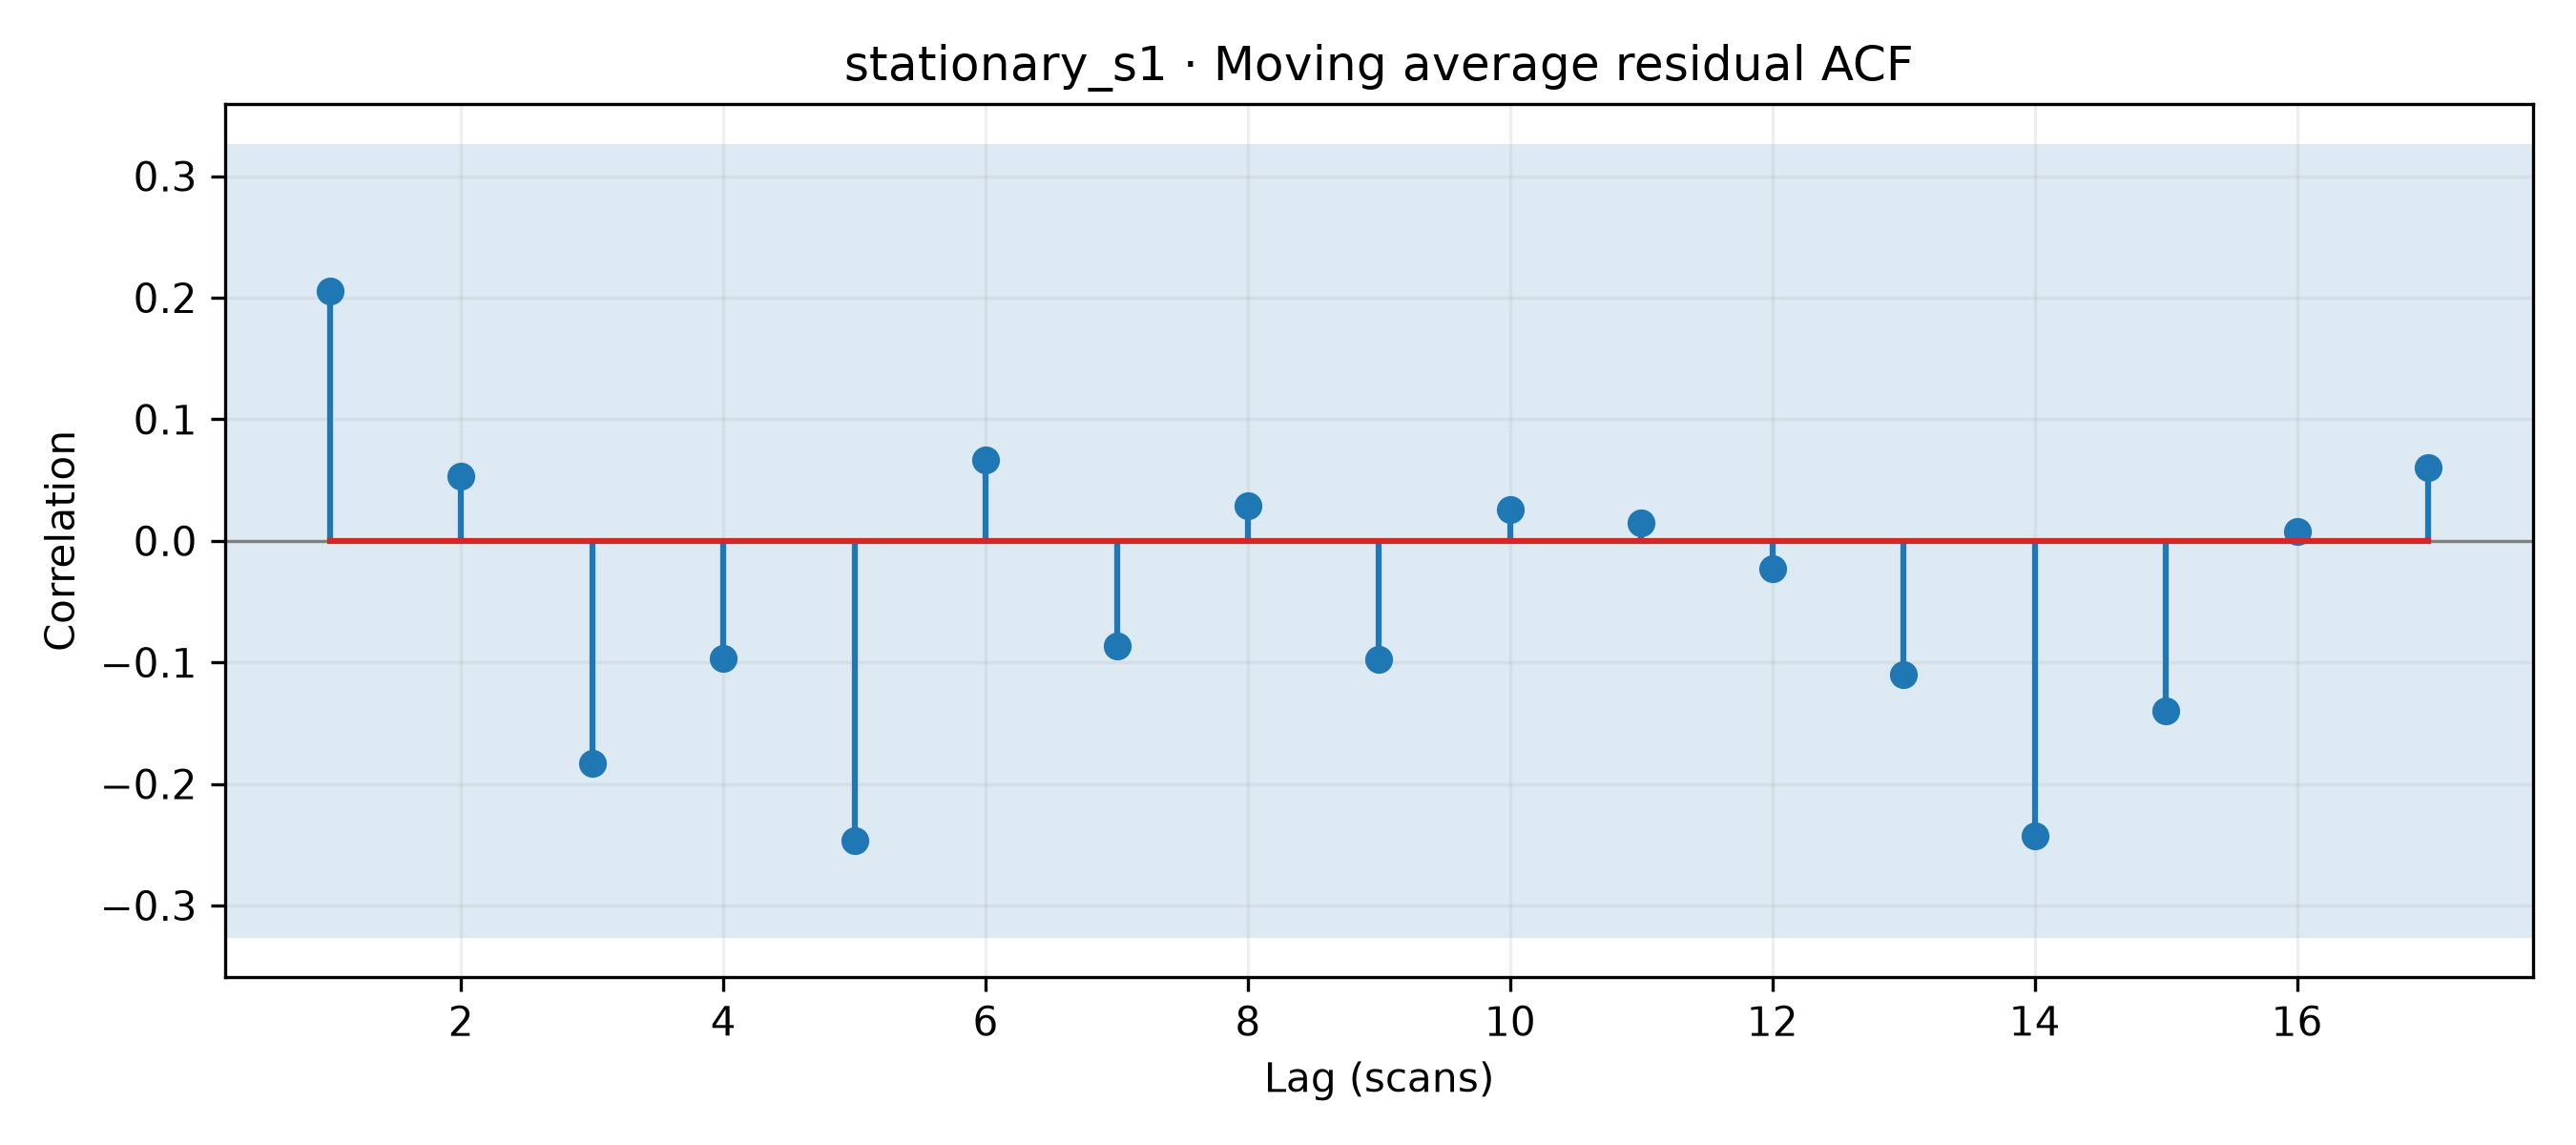 stationary_s1 · Moving average residual ACF
Correlation
0.3
0.2
0.1
0.0
−0.1
−0.2
−0.3
2 4 6 8 10 12 14 16
Lag (scans)